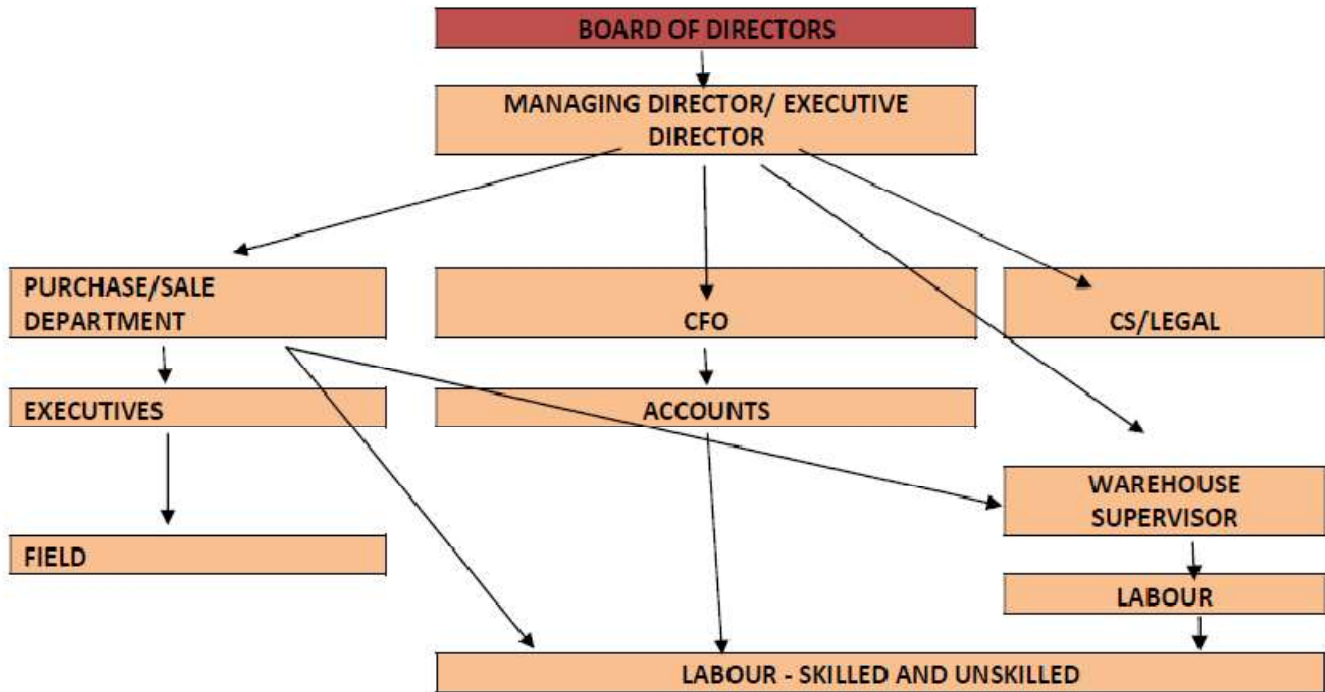 BOARD OF DIRECTORS
MANAGING DIRECTOR/ EXECUTIVE
DIRECTOR
PURCHASE/SALE
DEPARTMENT
CFO
CS/LEGAL
EXECUTIVES
ACCOUNTS
WAREHOUSE
SUPERVISOR
FIELD
LABOUR
LABOUR - SKILLED AND UNSKILLED